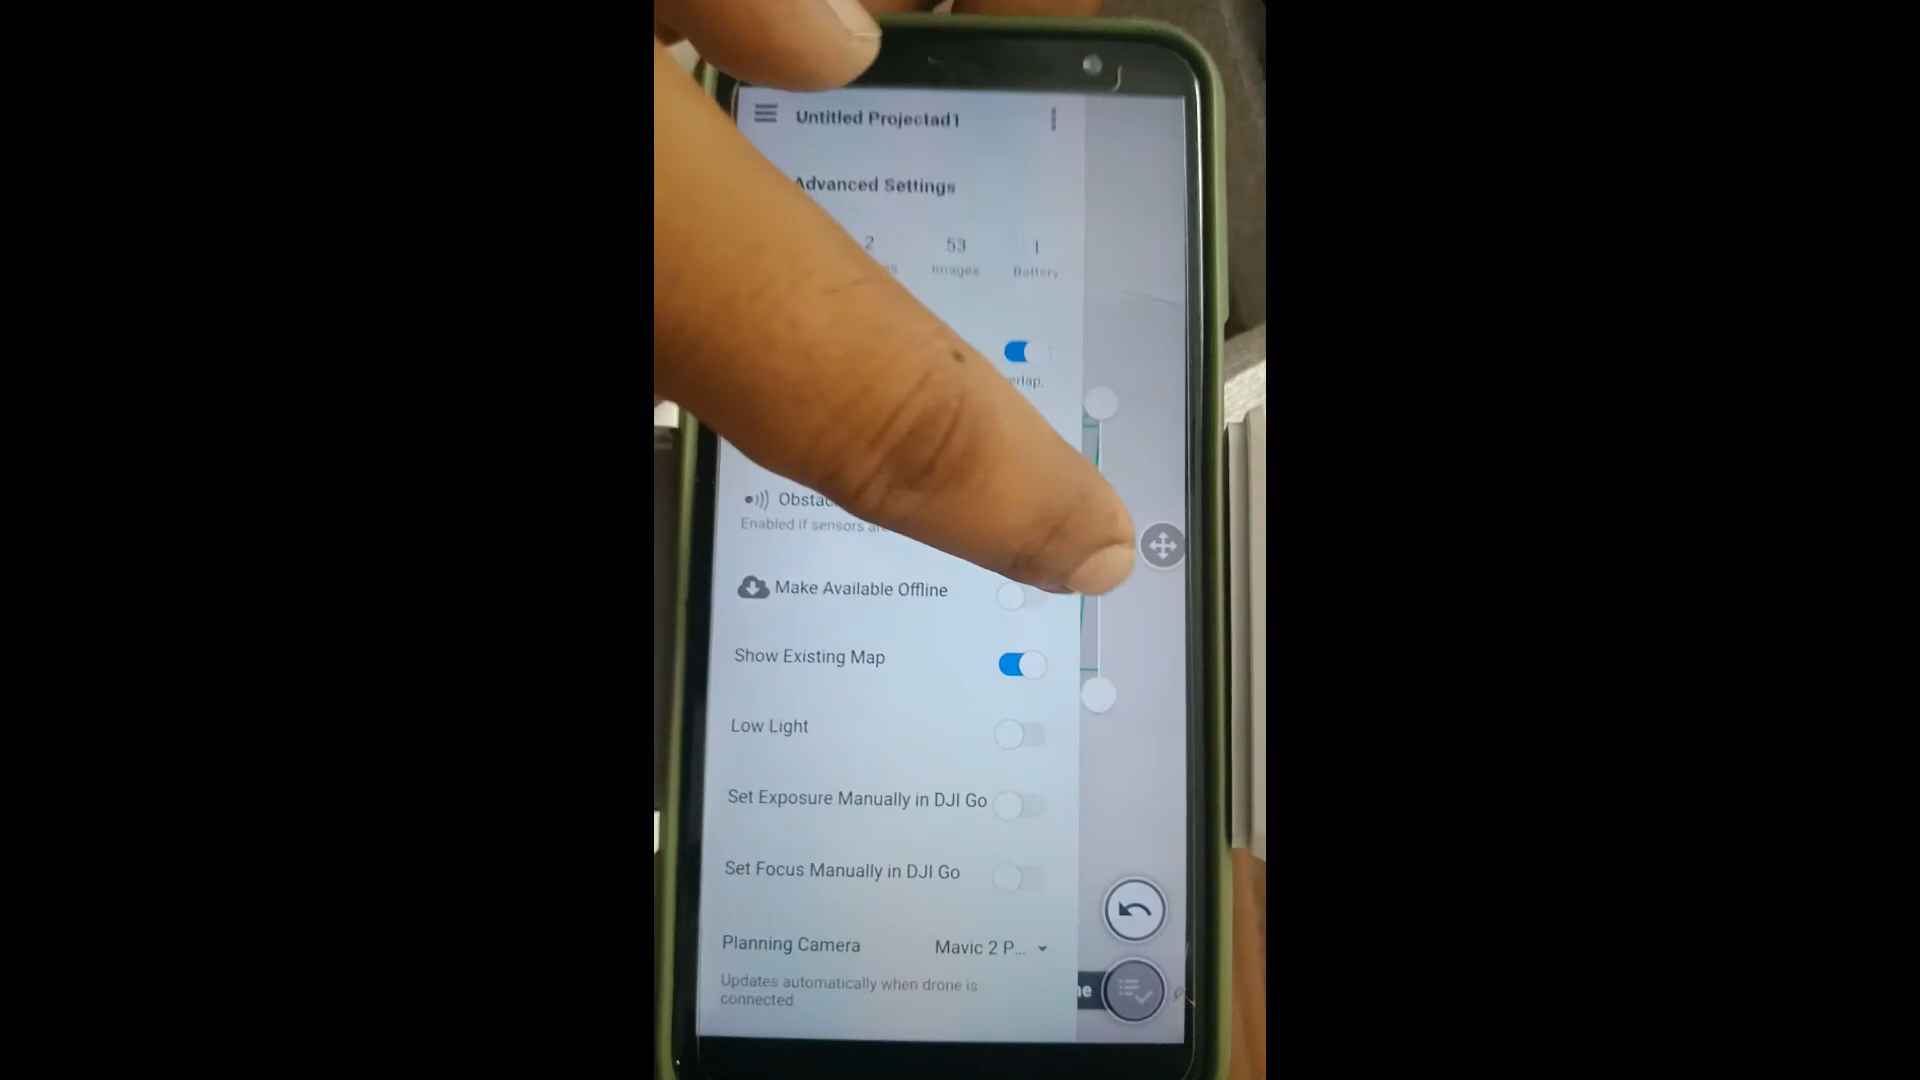 Untitled Projectad1
Advanced Settings
2 53 1
Images Battery
Enabled if sensors
Make Available Offline
Show Existing Map
Low Light
Set Exposure Manually in DJI Go
Set Focus Manually in DJI Go
Planning Camera Mavic 2 P...
Updates automatically when drone is
connected.